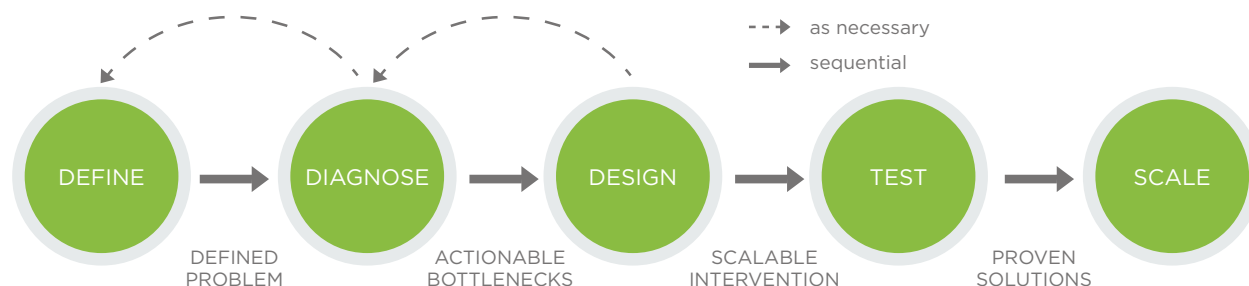 as necessary
sequential
DEFINE
DIAGNOSE
DESIGN
TEST
SCALE
DEFINED
PROBLEM
ACTIONABLE
BOTTLENECKS
SCALABLE
INTERVENTION
PROVEN
SOLUTIONS